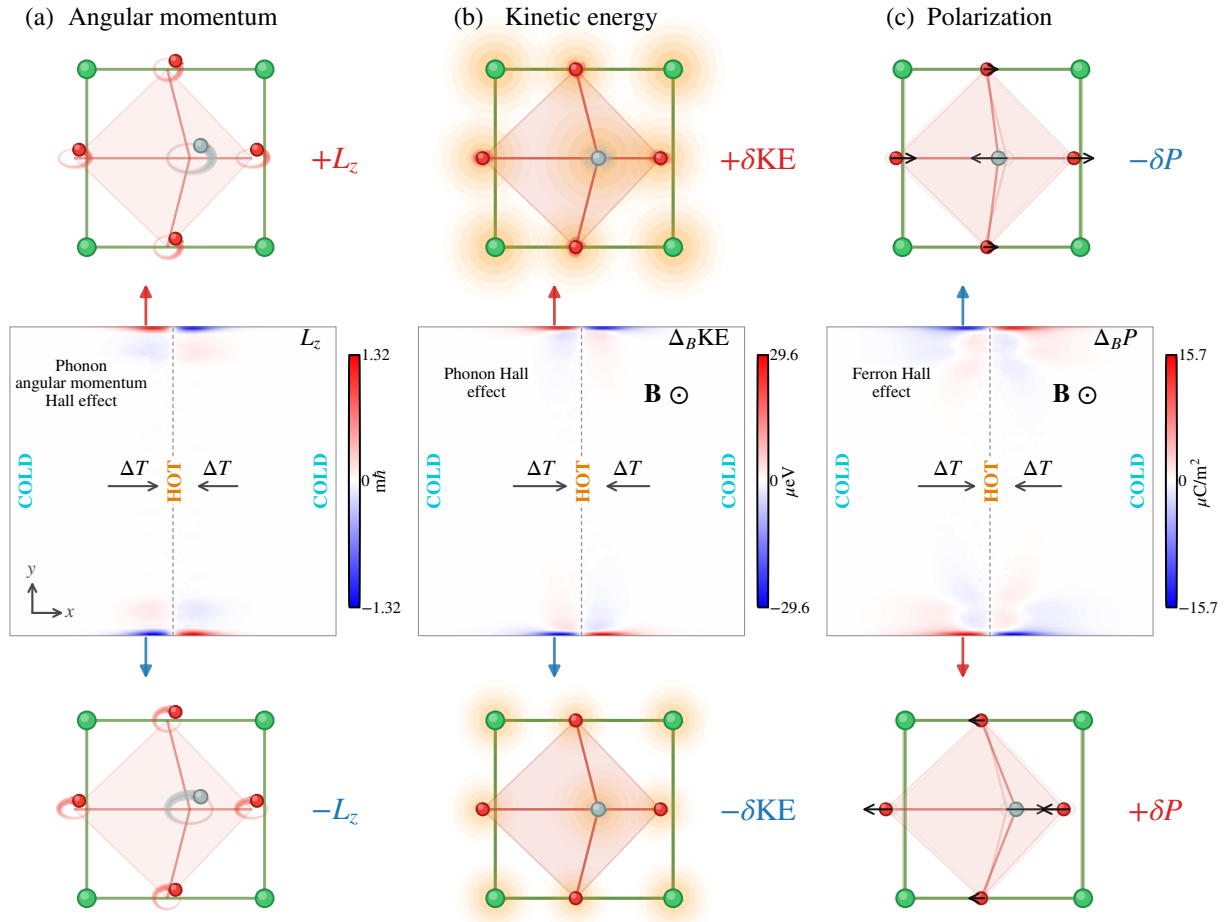 (a) Angular momentum
(b) Kinetic energy
(c) Polarization
+L_z
+δKE
−δP
L_z
Phonon
angular momentum
Hall effect
COLD
ΔT
HOT
ΔT
COLD
y
x
1.32
0
−1.32
mħ
Δ_BKE
Phonon Hall
effect
B ⊙
COLD
ΔT
HOT
ΔT
COLD
29.6
0
−29.6
μeV
Δ_BP
Ferron Hall
effect
B ⊙
COLD
ΔT
HOT
ΔT
COLD
15.7
0
−15.7
μC/m²
−L_z
−δKE
+δP